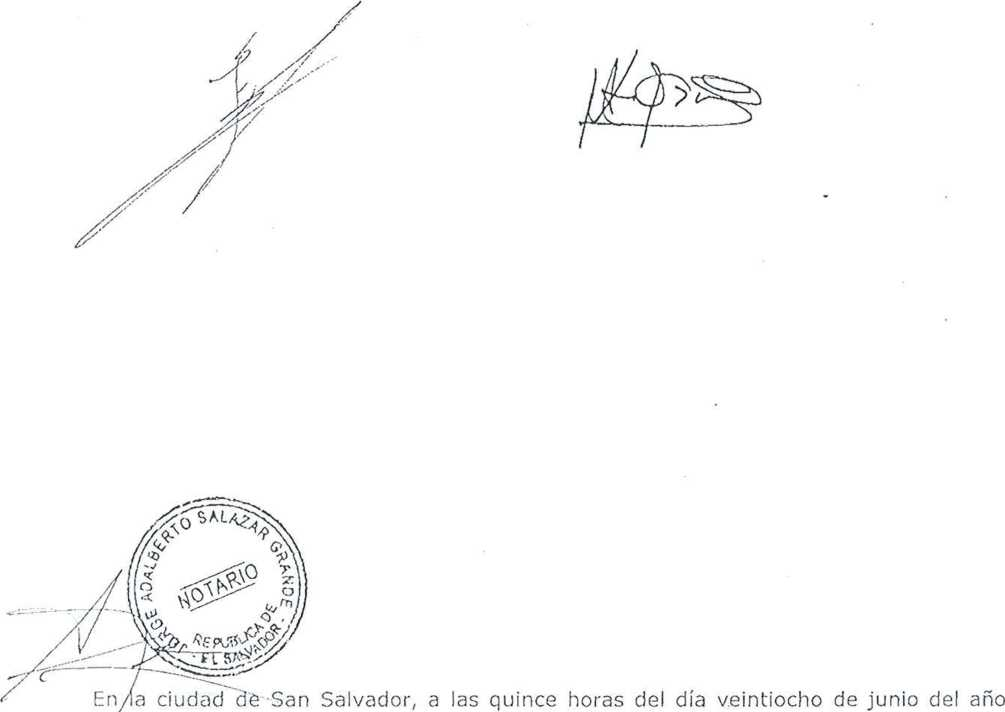 JORGE ADALBERTO SALAZAR GRANDE
NOTARIO
REPUBLICA DE
- EL SALVADOR -
En la ciudad de San Salvador, a las quince horas del día veintiocho de junio del año